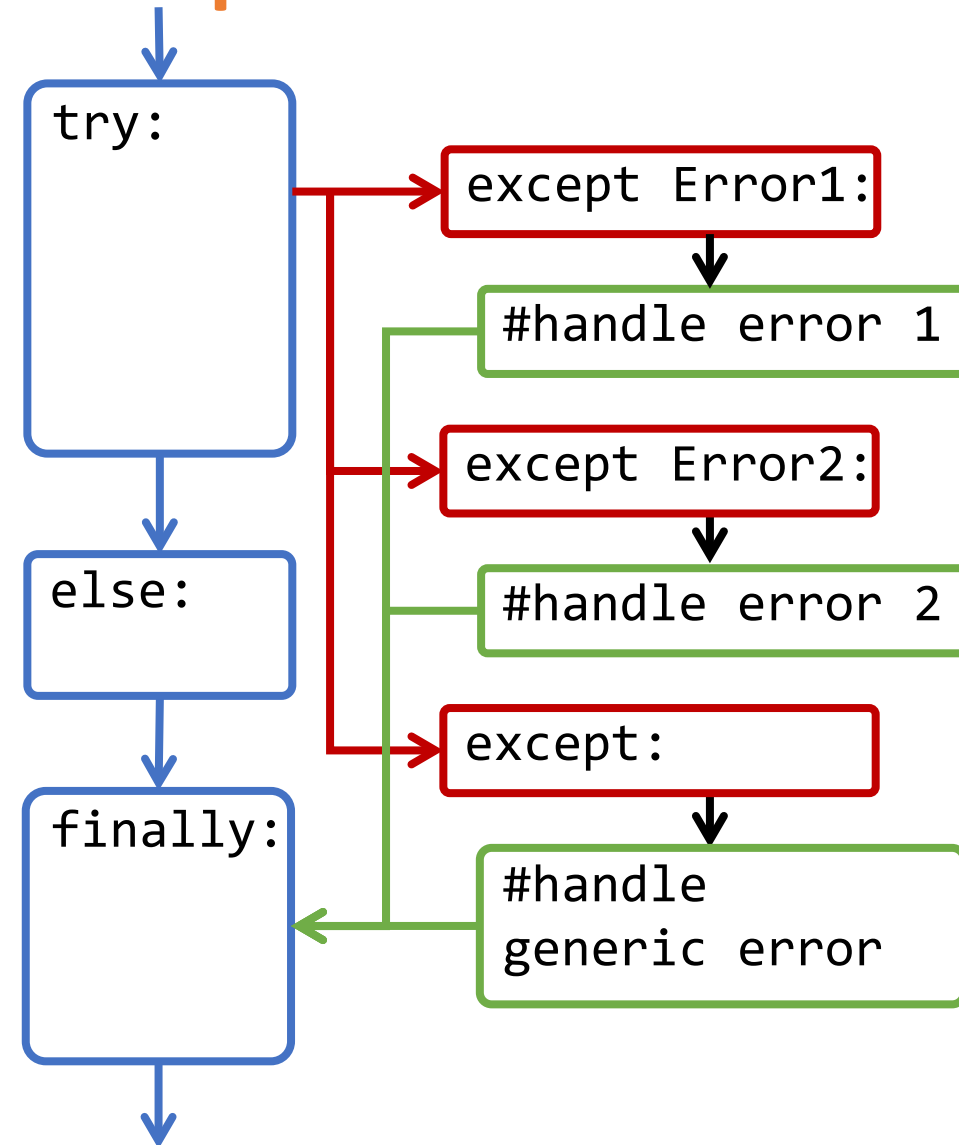 try:
except Error1:
#handle error 1
except Error2:
#handle error 2
else:
except:
finally:
#handle
generic error